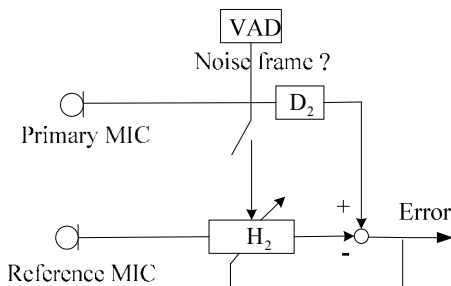 VAD
Noise frame ?
D2
Primary MIC
+
Error
H2
-
Reference MIC